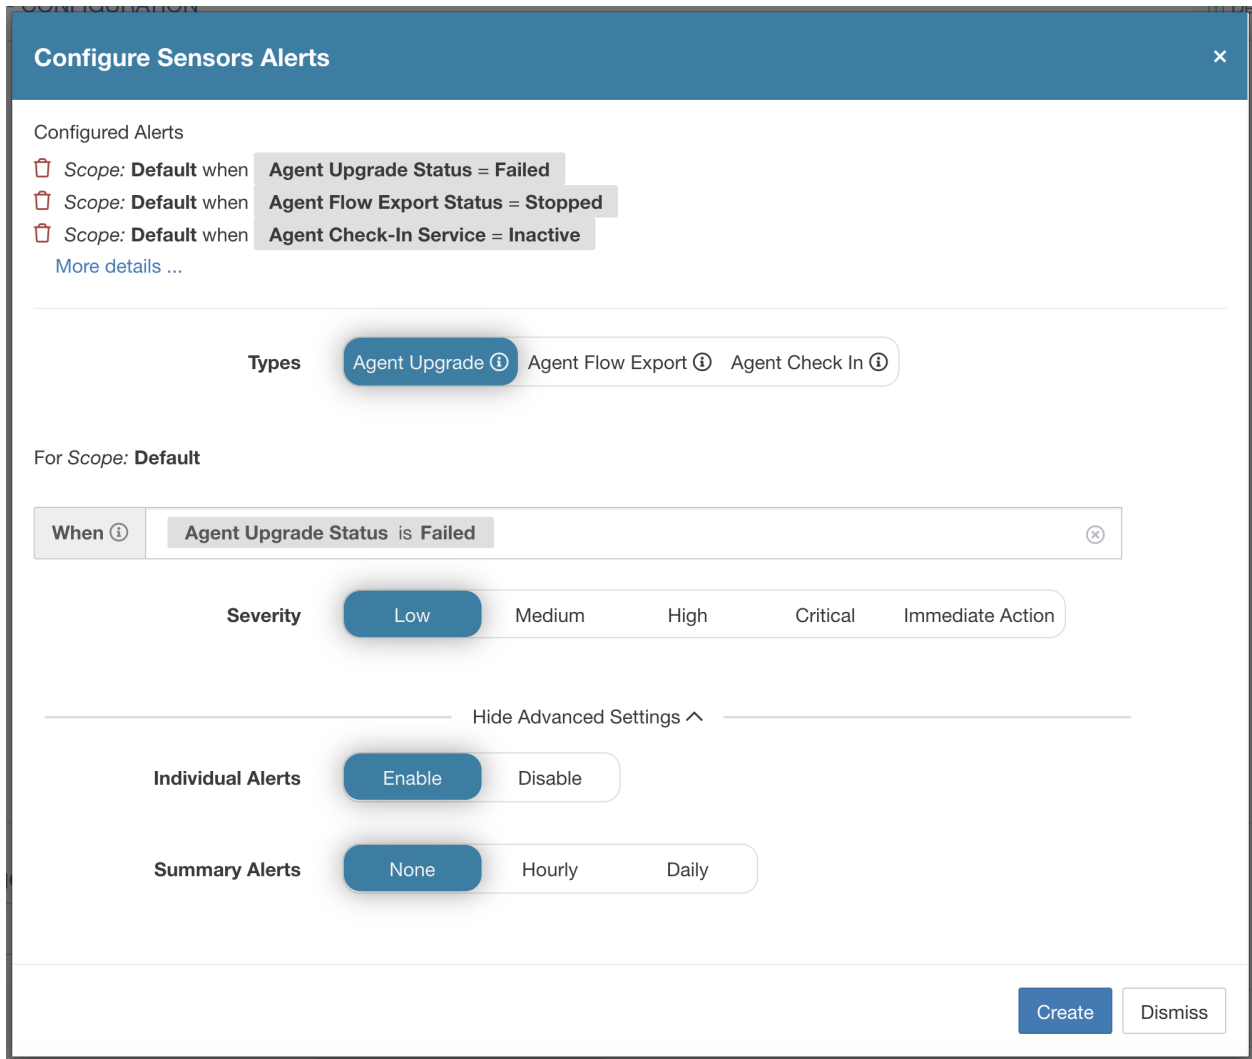 CONFIGURATION
Configure Sensors Alerts ×
Configured Alerts
Scope: Default when Agent Upgrade Status = Failed
Scope: Default when Agent Flow Export Status = Stopped
Scope: Default when Agent Check-In Service = Inactive
More details ...
Types Agent Upgrade Agent Flow Export Agent Check In
For Scope: Default
When Agent Upgrade Status is Failed
Severity Low Medium High Critical Immediate Action
Hide Advanced Settings
Individual Alerts Enable Disable
Summary Alerts None Hourly Daily
Create Dismiss